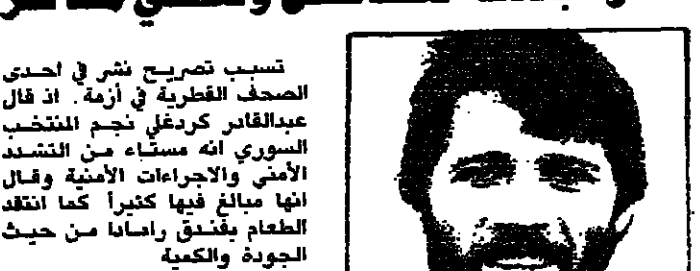 تسبب تصريح نشر في احدى
الصحف القطرية في أزمة . اذ قال
عبدالقادر كردغلي نجم المنتخب
السوري انه مستاء من التشدد
الأمني والاجراءات الأمنية وقال
انها مبالغ فيها كثيراً كما انتقد
الطعام بفندق رامادا من حيث
الجودة والكمية